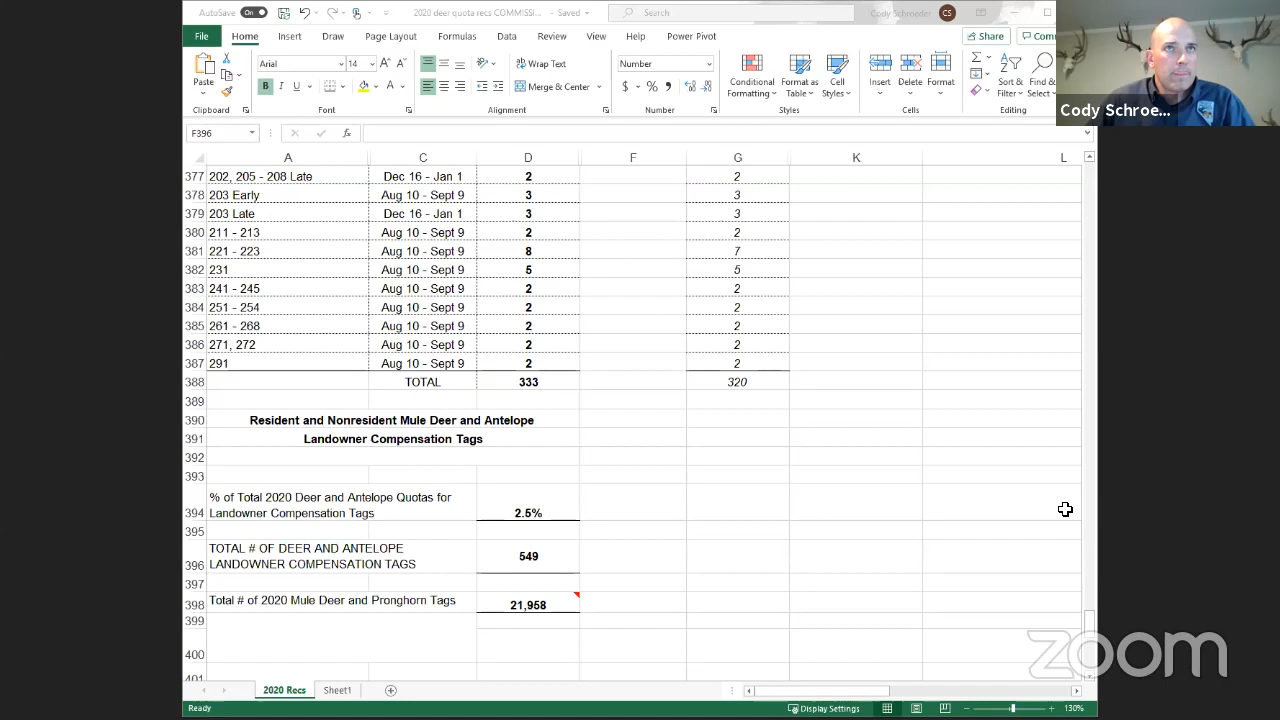 AutoSave On 2020 deer quota recs COMMISSI... - Saved Search Cody Schroeder CS
File Home Insert Draw Page Layout Formulas Data Review View Help Power Pivot Share Com
Paste Arial 14 Wrap Text Number Conditional Formatting Format as Table Cell Styles Insert Delete Format Sort & Filter Find & Select
B I U Merge & Center $ % ,
Clipboard Font Alignment Number Styles Cells Editing
Cody Schroe...
F396 fx
A C D F G K L
377 202, 205 - 208 Late Dec 16 - Jan 1 2 2
378 203 Early Aug 10 - Sept 9 3 3
379 203 Late Dec 16 - Jan 1 3 3
380 211 - 213 Aug 10 - Sept 9 2 2
381 221 - 223 Aug 10 - Sept 9 8 7
382 231 Aug 10 - Sept 9 5 5
383 241 - 245 Aug 10 - Sept 9 2 2
384 251 - 254 Aug 10 - Sept 9 2 2
385 261 - 268 Aug 10 - Sept 9 2 2
386 271, 272 Aug 10 - Sept 9 2 2
387 291 Aug 10 - Sept 9 2 2
388 TOTAL 333 320
389
390 Resident and Nonresident Mule Deer and Antelope
391 Landowner Compensation Tags
392
393
% of Total 2020 Deer and Antelope Quotas for
394 Landowner Compensation Tags 2.5%
395
TOTAL # OF DEER AND ANTELOPE
396 LANDOWNER COMPENSATION TAGS 549
397
398 Total # of 2020 Mule Deer and Pronghorn Tags 21,958
399
400
401
zoom
2020 Recs Sheet1
Ready Display Settings 130%